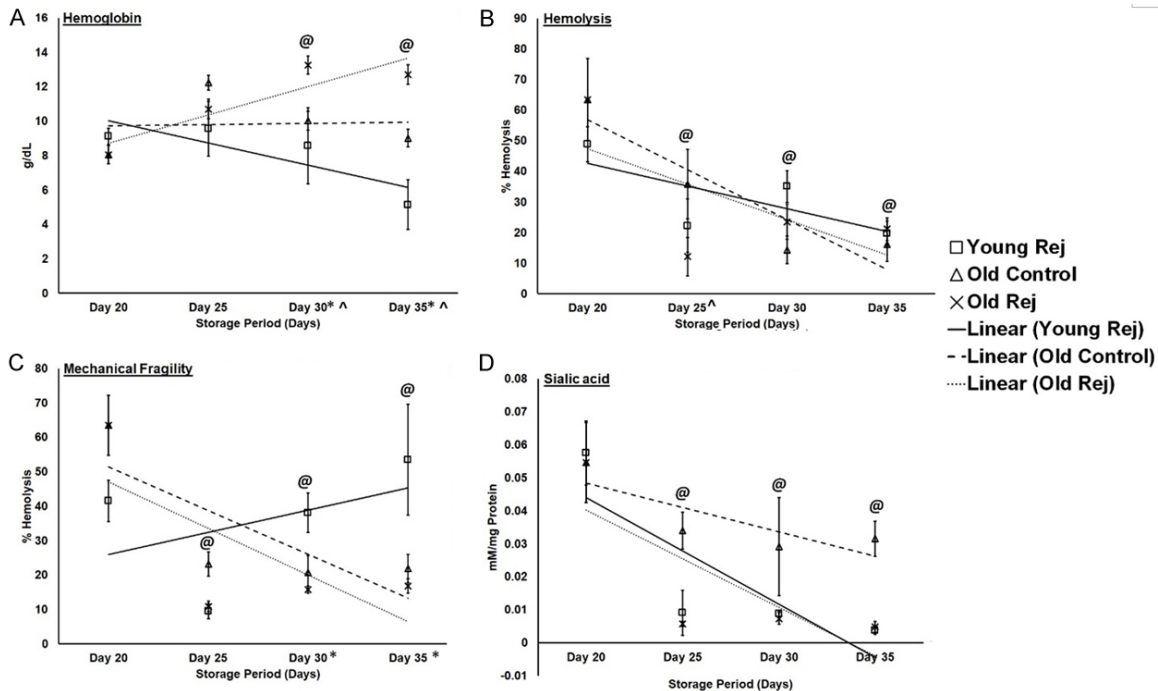 A
Hemoglobin
16
14
12
10
8
6
4
2
0
g/dL
@
@
Day 20
Day 25
Day 30* ^
Day 35* ^
Storage Period (Days)
B
Hemolysis
90
80
70
60
50
40
30
20
10
0
% Hemolysis
@
@
@
Day 20
Day 25^
Day 30
Day 35
Storage Period (Days)
Young Rej
Old Control
Old Rej
Linear (Young Rej)
Linear (Old Control)
Linear (Old Rej)
C
Mechanical Fragility
80
70
60
50
40
30
20
10
0
% Hemolysis
@
@
@
Day 20
Day 25
Day 30*
Day 35 *
Storage Period (Days)
D
Sialic acid
0.08
0.07
0.06
0.05
0.04
0.03
0.02
0.01
0
-0.01
mM/mg Protein
@
@
@
Day 20
Day 25
Day 30
Day 35
Storage Period (Days)